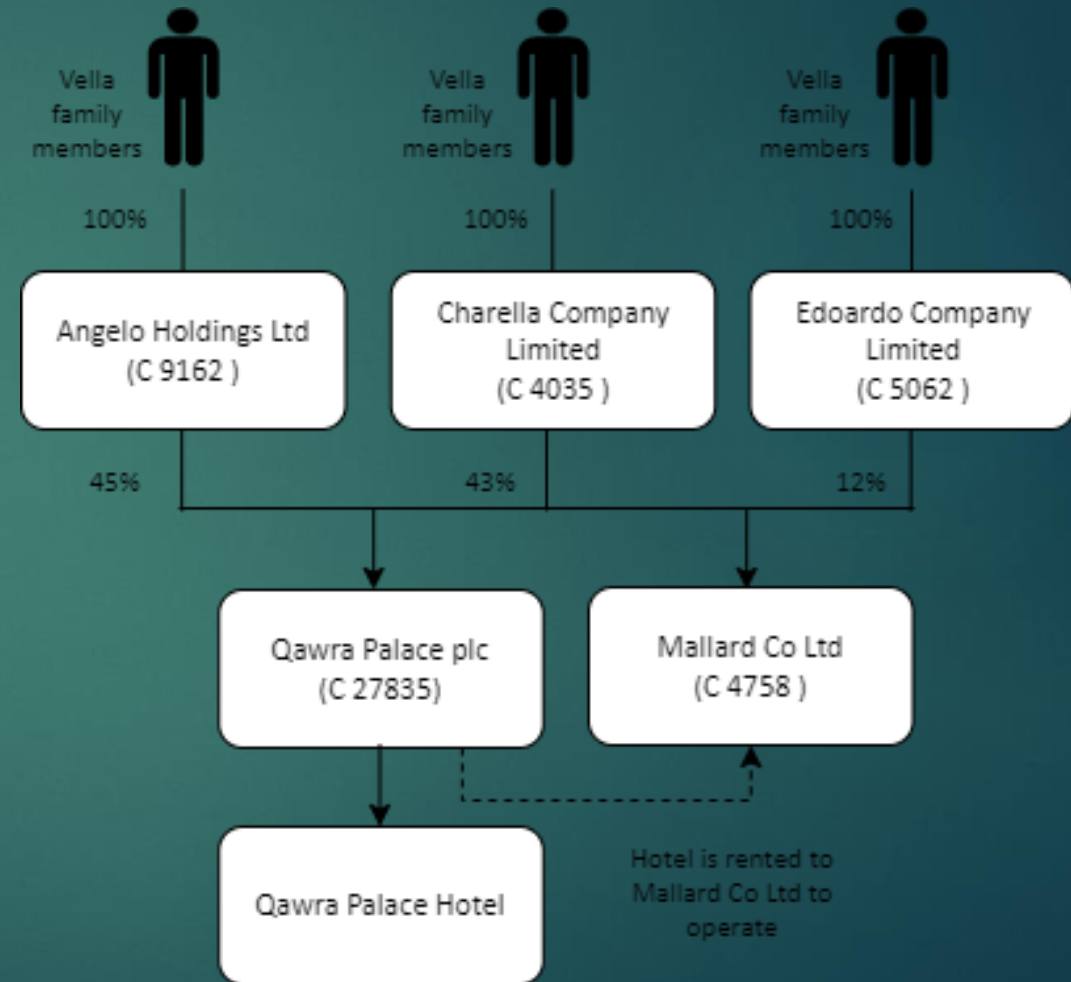 Vella
family
members
Vella
family
members
Vella
family
members
100%
100%
100%
Angelo Holdings Ltd
(C 9162 )
Charella Company
Limited
(C 4035 )
Edoardo Company
Limited
(C 5062 )
45%
43%
12%
Qawra Palace plc
(C 27835)
Mallard Co Ltd
(C 4758 )
Qawra Palace Hotel
Hotel is rented to
Mallard Co Ltd to
operate